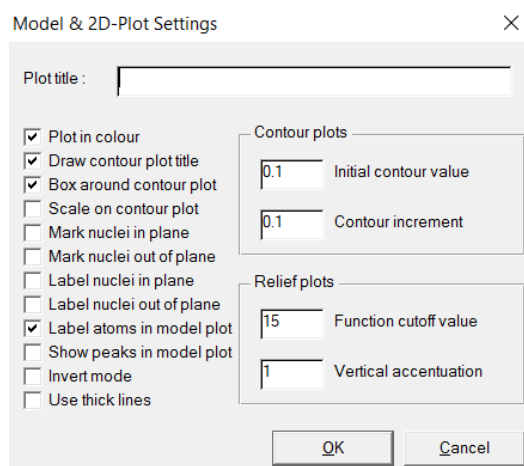 Model & 2D-Plot Settings
Plot title :
Plot in colour
Draw contour plot title
Box around contour plot
Scale on contour plot
Mark nuclei in plane
Mark nuclei out of plane
Label nuclei in plane
Label nuclei out of plane
Label atoms in model plot
Show peaks in model plot
Invert mode
Use thick lines
Contour plots
0.1 Initial contour value
0.1 Contour increment
Relief plots
15 Function cutoff value
1 Vertical accentuation
OK Cancel